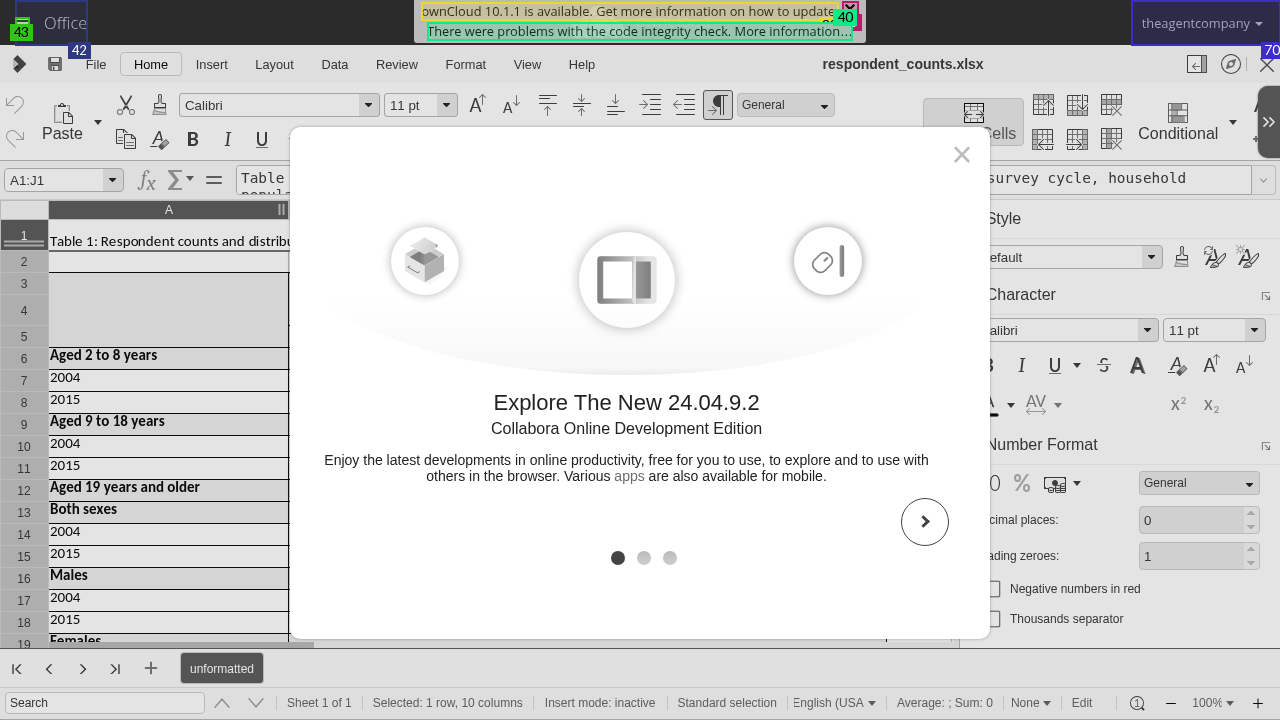 ownCloud 10.1.1 is available. Get more information on how to update
There were problems with the code integrity check. More information...
40
43
Office
42
theagentcompany
70
File
Home
Insert
Layout
Data
Review
Format
View
Help
respondent_counts.xlsx
Paste
Calibri
11 pt
General
Conditional
B
I
U
A1:J1
Table
survey cycle, household
A
1
Table 1: Respondent counts and distribu
2
3
4
5
6 Aged 2 to 8 years
7 2004
8 2015
9 Aged 9 to 18 years
10 2004
11 2015
12 Aged 19 years and older
13 Both sexes
14 2004
15 2015
16 Males
17 2004
18 2015
19 Females
Explore The New 24.04.9.2
Collabora Online Development Edition
Enjoy the latest developments in online productivity, free for you to use, to explore and to use with
others in the browser. Various apps are also available for mobile.
Style
Character
11 pt
Number Format
General
0
1
Negative numbers in red
Thousands separator
unformatted
Search
Sheet 1 of 1
Selected: 1 row, 10 columns
Insert mode: inactive
Standard selection
English (USA
Average: ; Sum: 0
None
Edit
100%